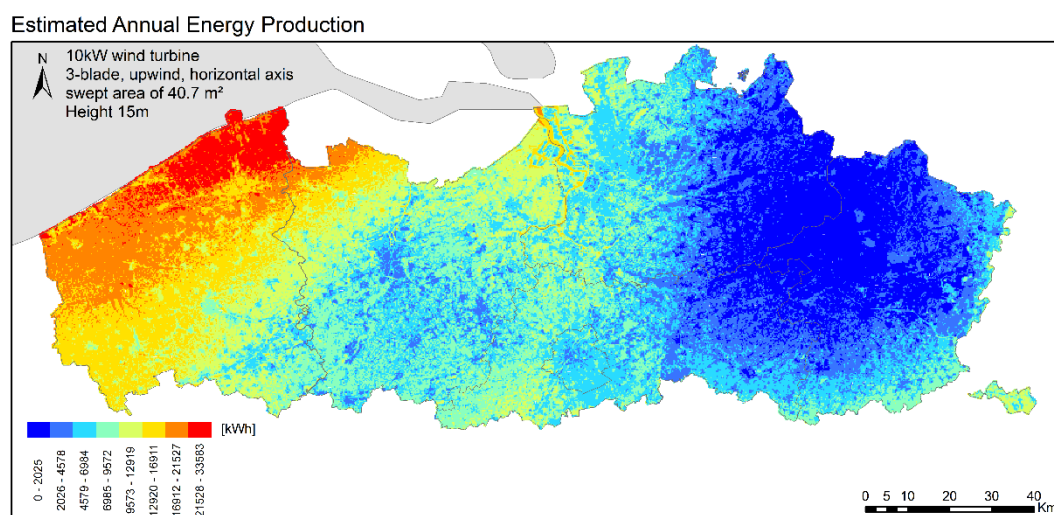 Estimated Annual Energy Production
N
10kW wind turbine
3-blade, upwind, horizontal axis
swept area of 40.7 m²
Height 15m
[kWh]
0 - 2025
2026 - 4578
4579 - 6984
6985 - 9572
9573 - 12919
12920 - 16911
16912 - 21527
21528 - 33583
0 5 10 20 30 40
Km